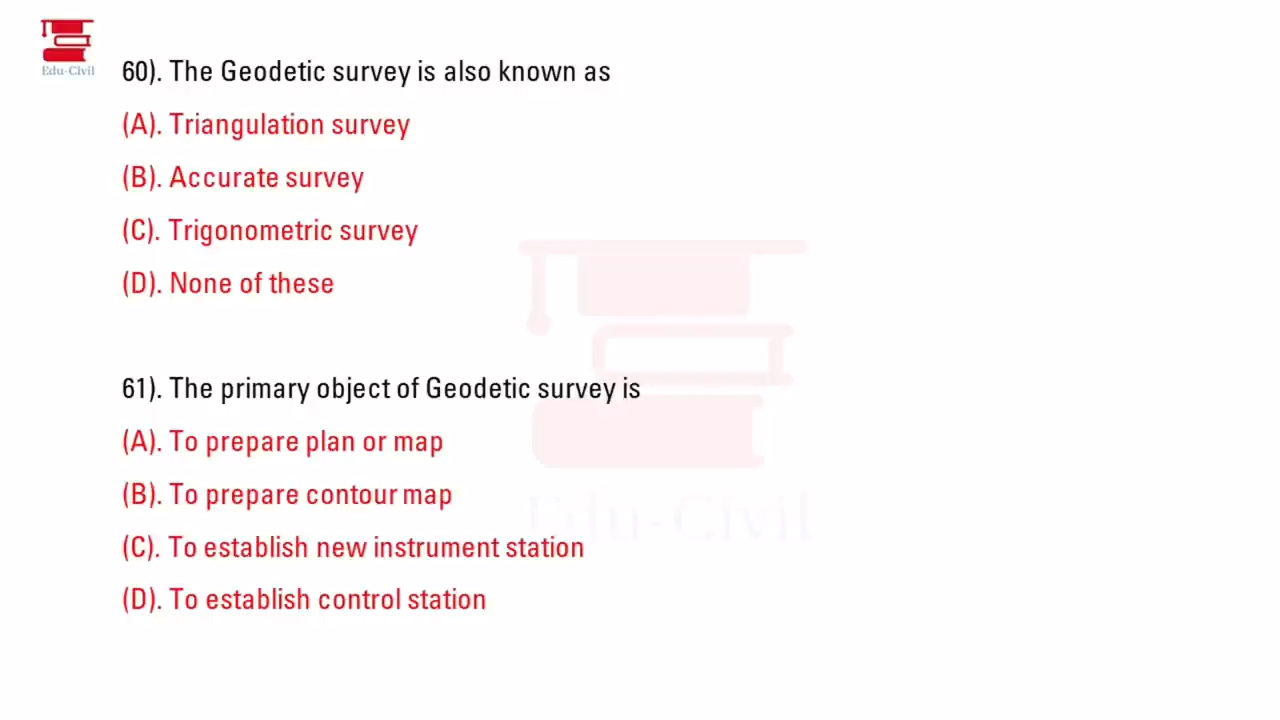 Edu-Civil
60). The Geodetic survey is also known as
(A). Triangulation survey
(B). Accurate survey
(C). Trigonometric survey
(D). None of these
61). The primary object of Geodetic survey is
(A). To prepare plan or map
(B). To prepare contour map
(C). To establish new instrument station
(D). To establish control station
Edu-Civil